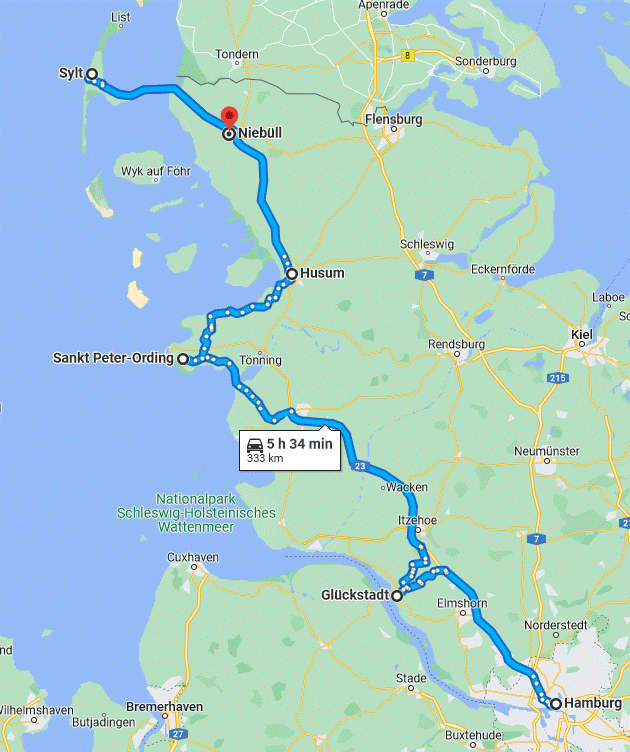 Apenrade
List
Tondern
8
Sonderburg
Sylt
Flensburg
Niebüll
Wyk auf Föhr
Schleswig
7
Eckernförde
Husum
Laboe
Kiel
Rendsburg
Sankt Peter-Ording
Tönning
215
5 h 34 min
333 km
23
Neumünster
Wacken
Nationalpark
Schleswig-Holsteinisches
Wattenmeer
Itzehoe
7
Cuxhaven
Glückstadt
Elmshorn
Norderstedt
Stade
Hamburg
Wilhelmshaven
Bremerhaven
Butjadingen
27
Buxtehude